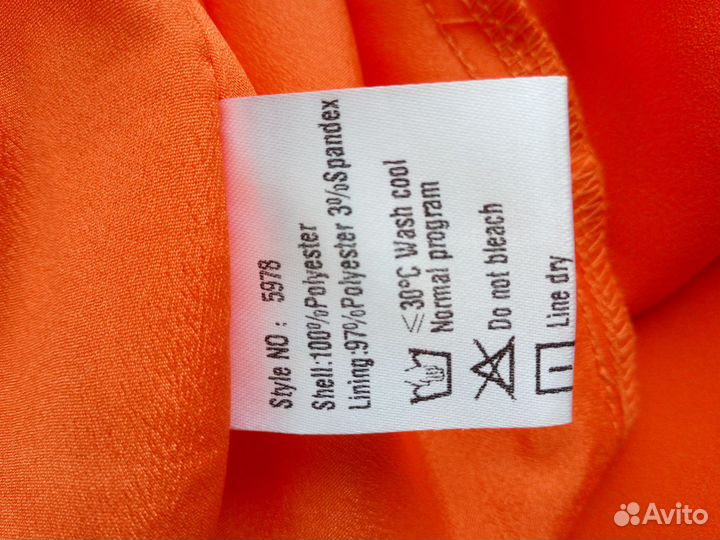 Style NO: 5978
Shell:100%Polyester
Lining:97%Polyester 3%Spandex
≤30°C Wash cool
Normal program
Do not bleach
Line dry
Avito